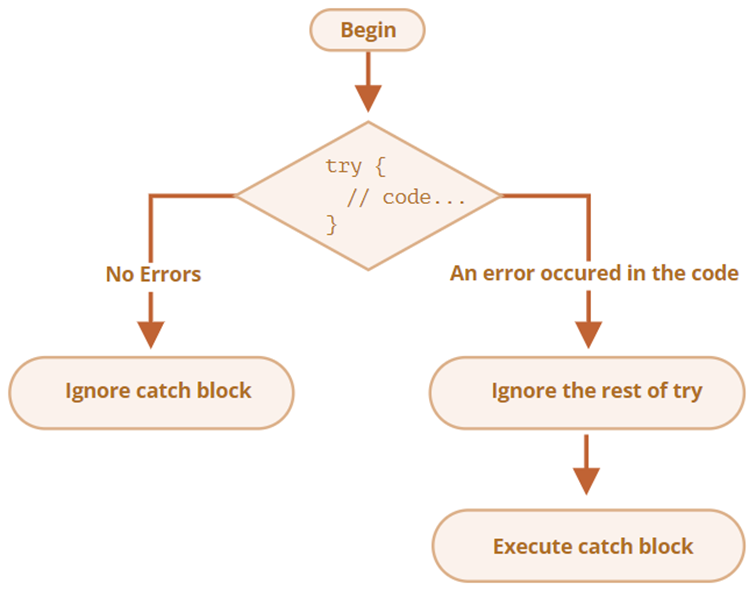 Begin
try {
  // code...
}
No Errors
An error occured in the code
Ignore catch block
Ignore the rest of try
Execute catch block